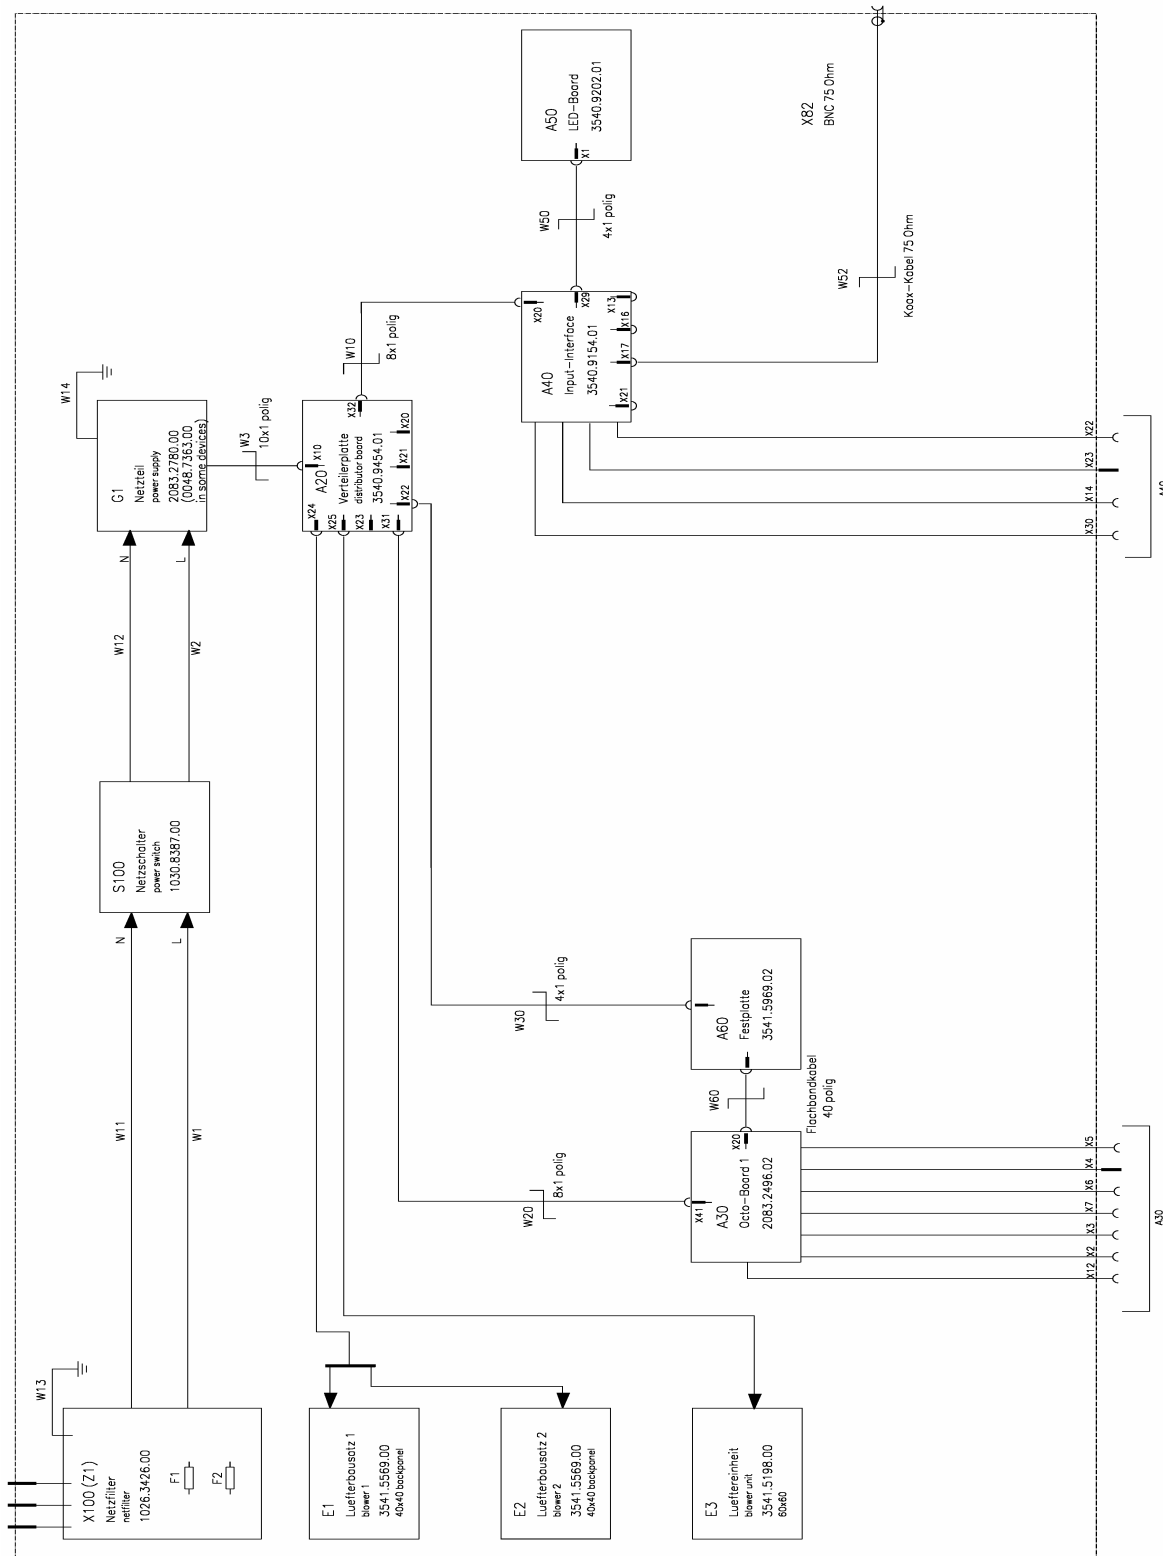 X100 (Z1)
Netzfilter
netfilter
1026.3426.00
F1
F2
W13
W11
W1
N
L
S100
Netzschalter
power switch
1030.8387.00
W12
W2
N
L
G1
Netzteil
power supply
2083.2780.00
(0048.7363.00
in some devices)
W14
W3
10x1 polig
X10
A20
Verteilerplatte
distributor board
3540.9454.01
X24
X25
X23
X31
X32
X20
X21
X22
W10
8x1 polig
E1
Luefterbausatz 1
blower 1
3541.5569.00
40x40 backpanel
E2
Luefterbausatz 2
blower 2
3541.5569.00
40x40 backpanel
E3
Lueftereinheit
blower unit
3541.5198.00
60x60
W20
8x1 polig
W30
4x1 polig
X41
A30
Octo-Board 1
2083.2496.02
X20
W60
Flachbandkabel
40 polig
A60
Festplatte
3541.5969.02
X20
A40
Input-Interface
3540.9154.01
X29
X21
X17
X16
X13
W50
4x1 polig
A50
LED-Board
3540.9202.01
X1
W52
Koax-Kabel 75 Ohm
X82
BNC 75 Ohm
X12
X2
X3
X7
X6
X4
X5
A30
X30
X14
X23
X22